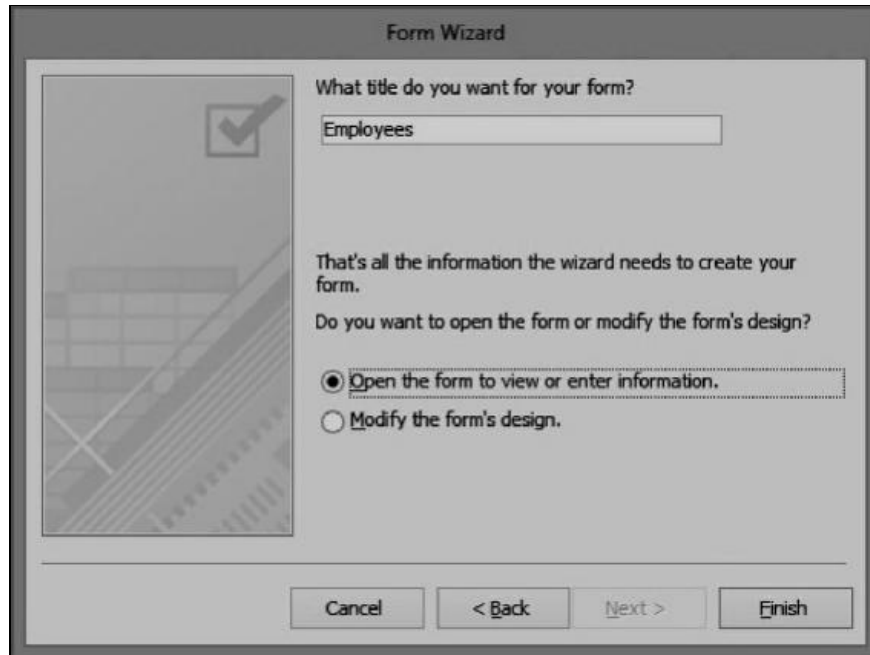 Form Wizard
What title do you want for your form?
Employees
That's all the information the wizard needs to create your
form.
Do you want to open the form or modify the form's design?
Open the form to view or enter information.
Modify the form's design.
Cancel
< Back
Next >
Finish